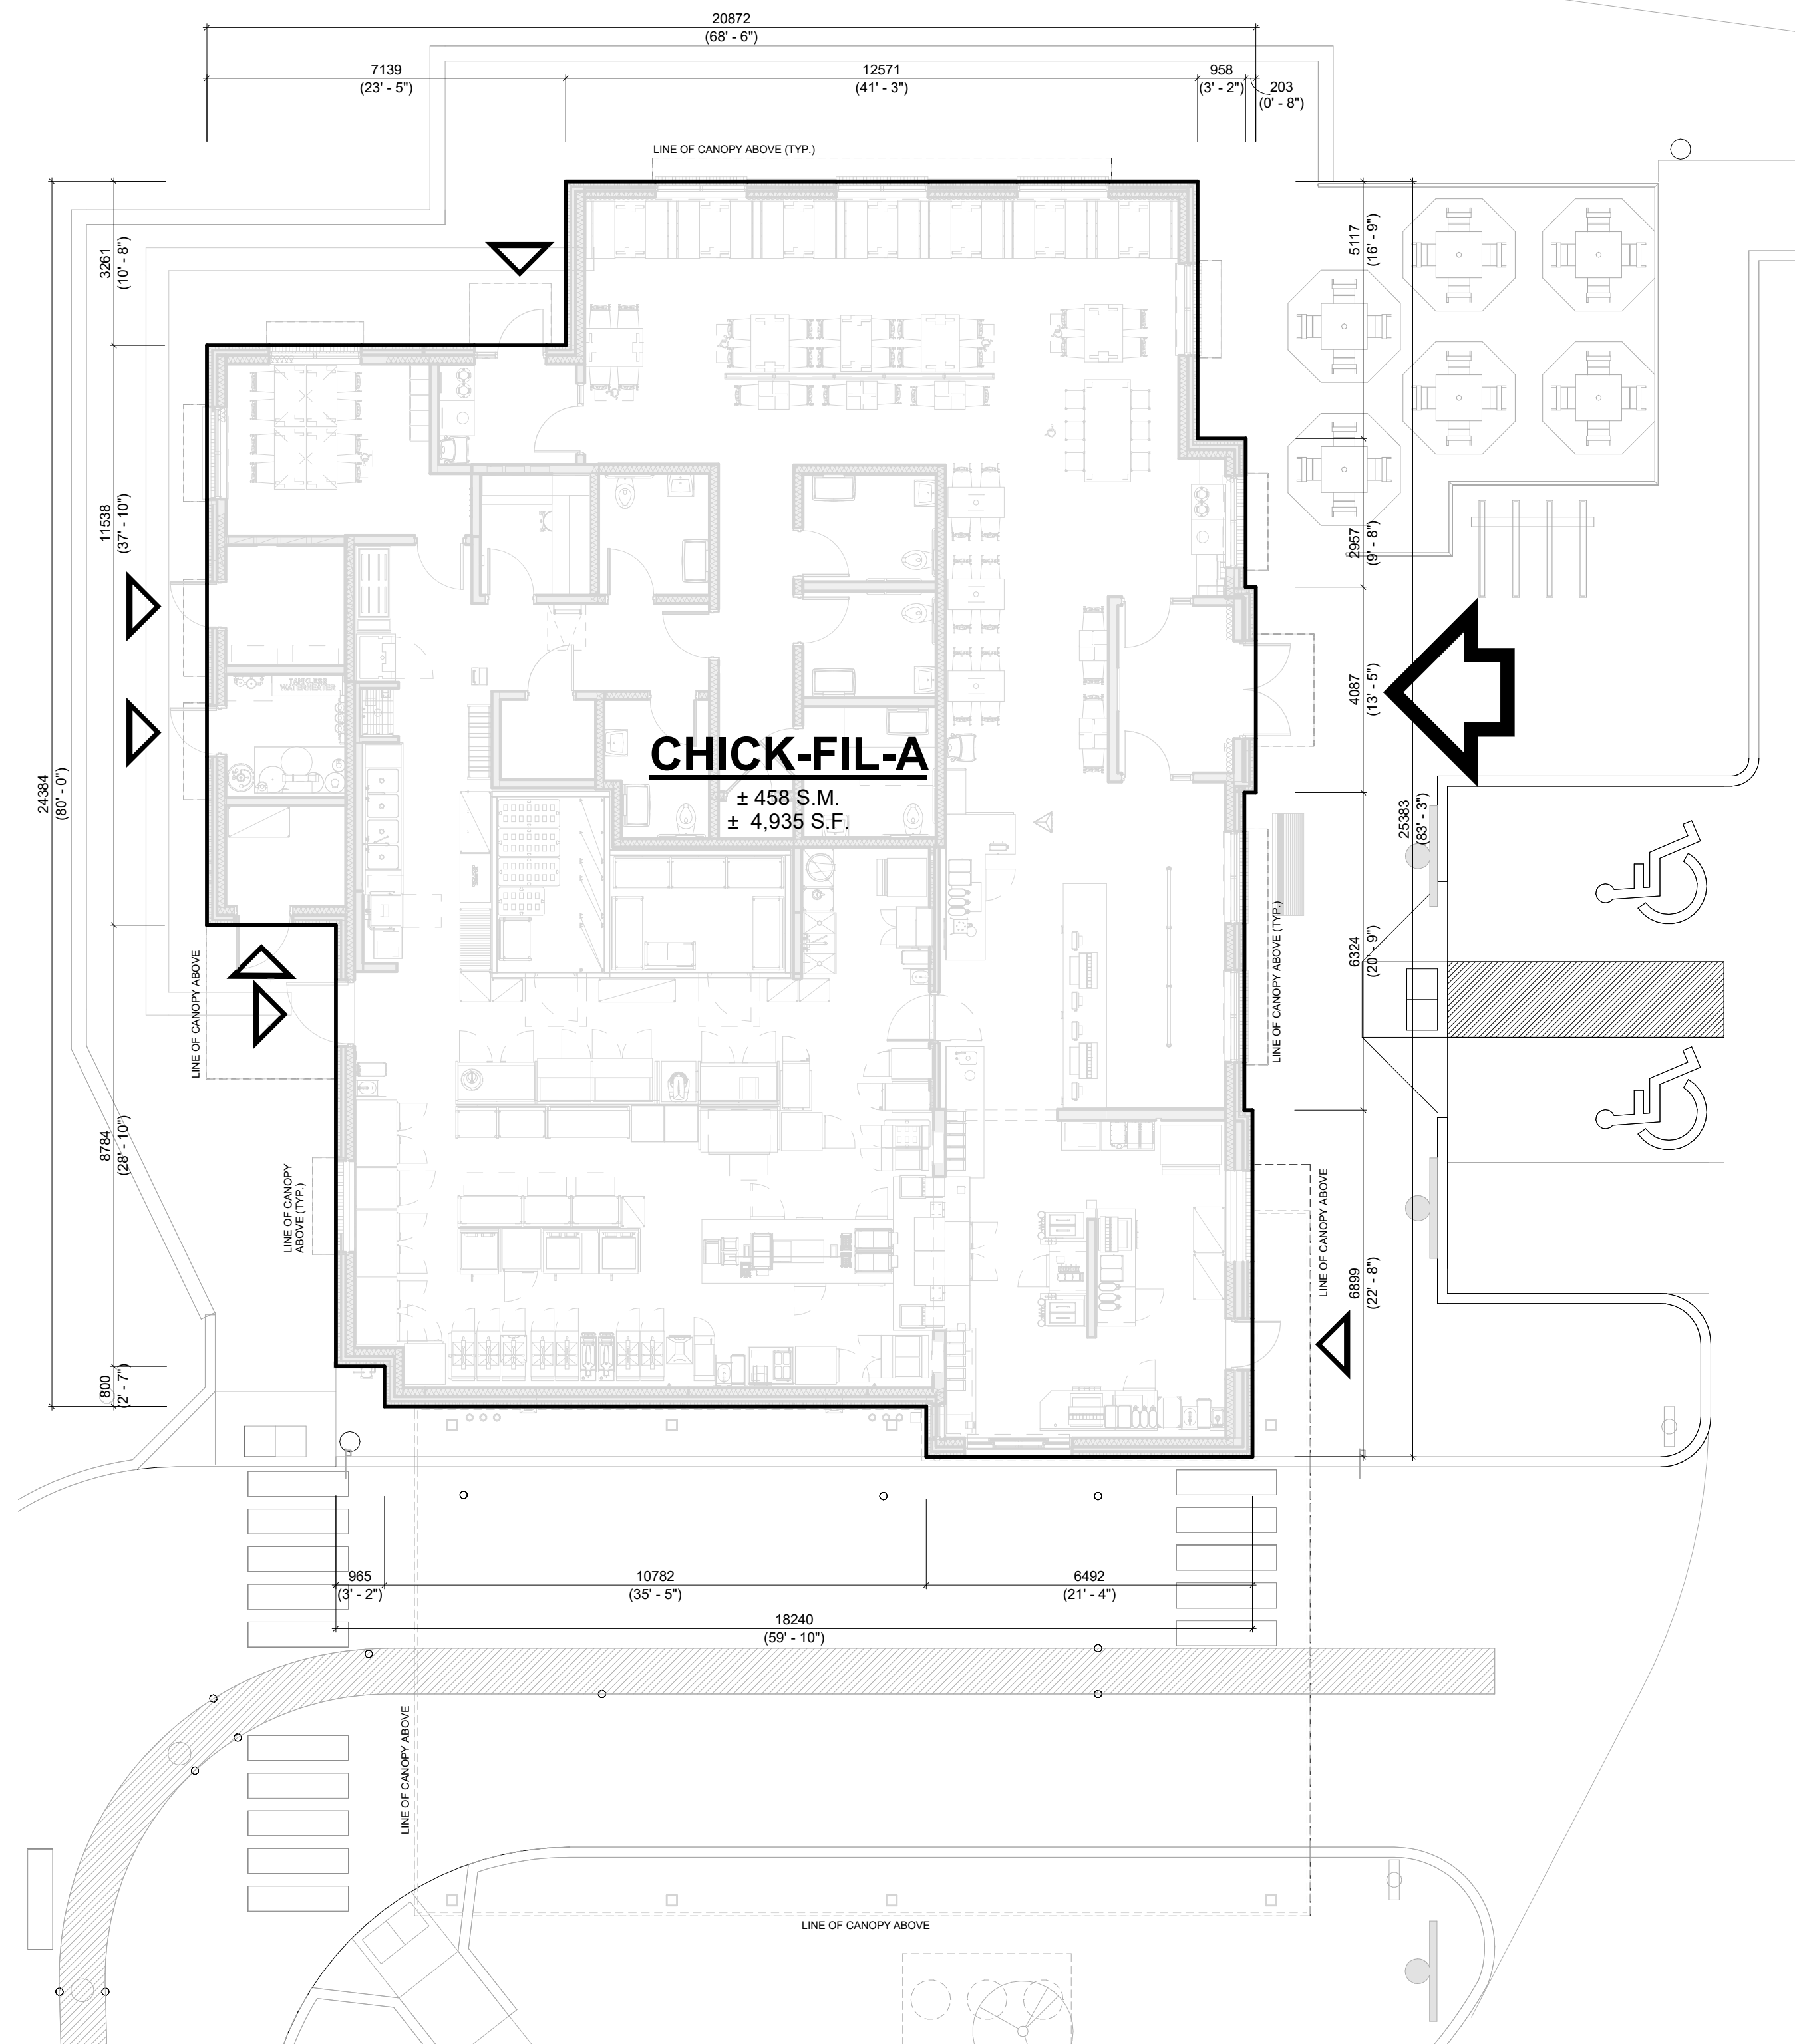 20872
(68' - 6")
7139
(23' - 5")
12571
(41' - 3")
958
(3' - 2")
203
(0' - 8")
LINE OF CANOPY ABOVE (TYP.)
3261
(10' - 8")
5117
(16' - 9")
11538
(37' - 10")
2957
(9' - 8")
TANKLESS
WATERHEATER
4087
(13' - 5")
CHICK-FIL-A
± 458 S.M.
± 4,935 S.F.
24384
(80' - 0")
25383
(83' - 3")
6324
(20' - 9")
LINE OF CANOPY ABOVE
LINE OF CANOPY ABOVE (TYP.)
8784
(28' - 10")
LINE OF CANOPY
ABOVE (TYP.)
LINE OF CANOPY ABOVE
6899
(22' - 8")
800
(2' - 7")
965
(3' - 2")
10782
(35' - 5")
6492
(21' - 4")
18240
(59' - 10")
LINE OF CANOPY ABOVE
LINE OF CANOPY ABOVE